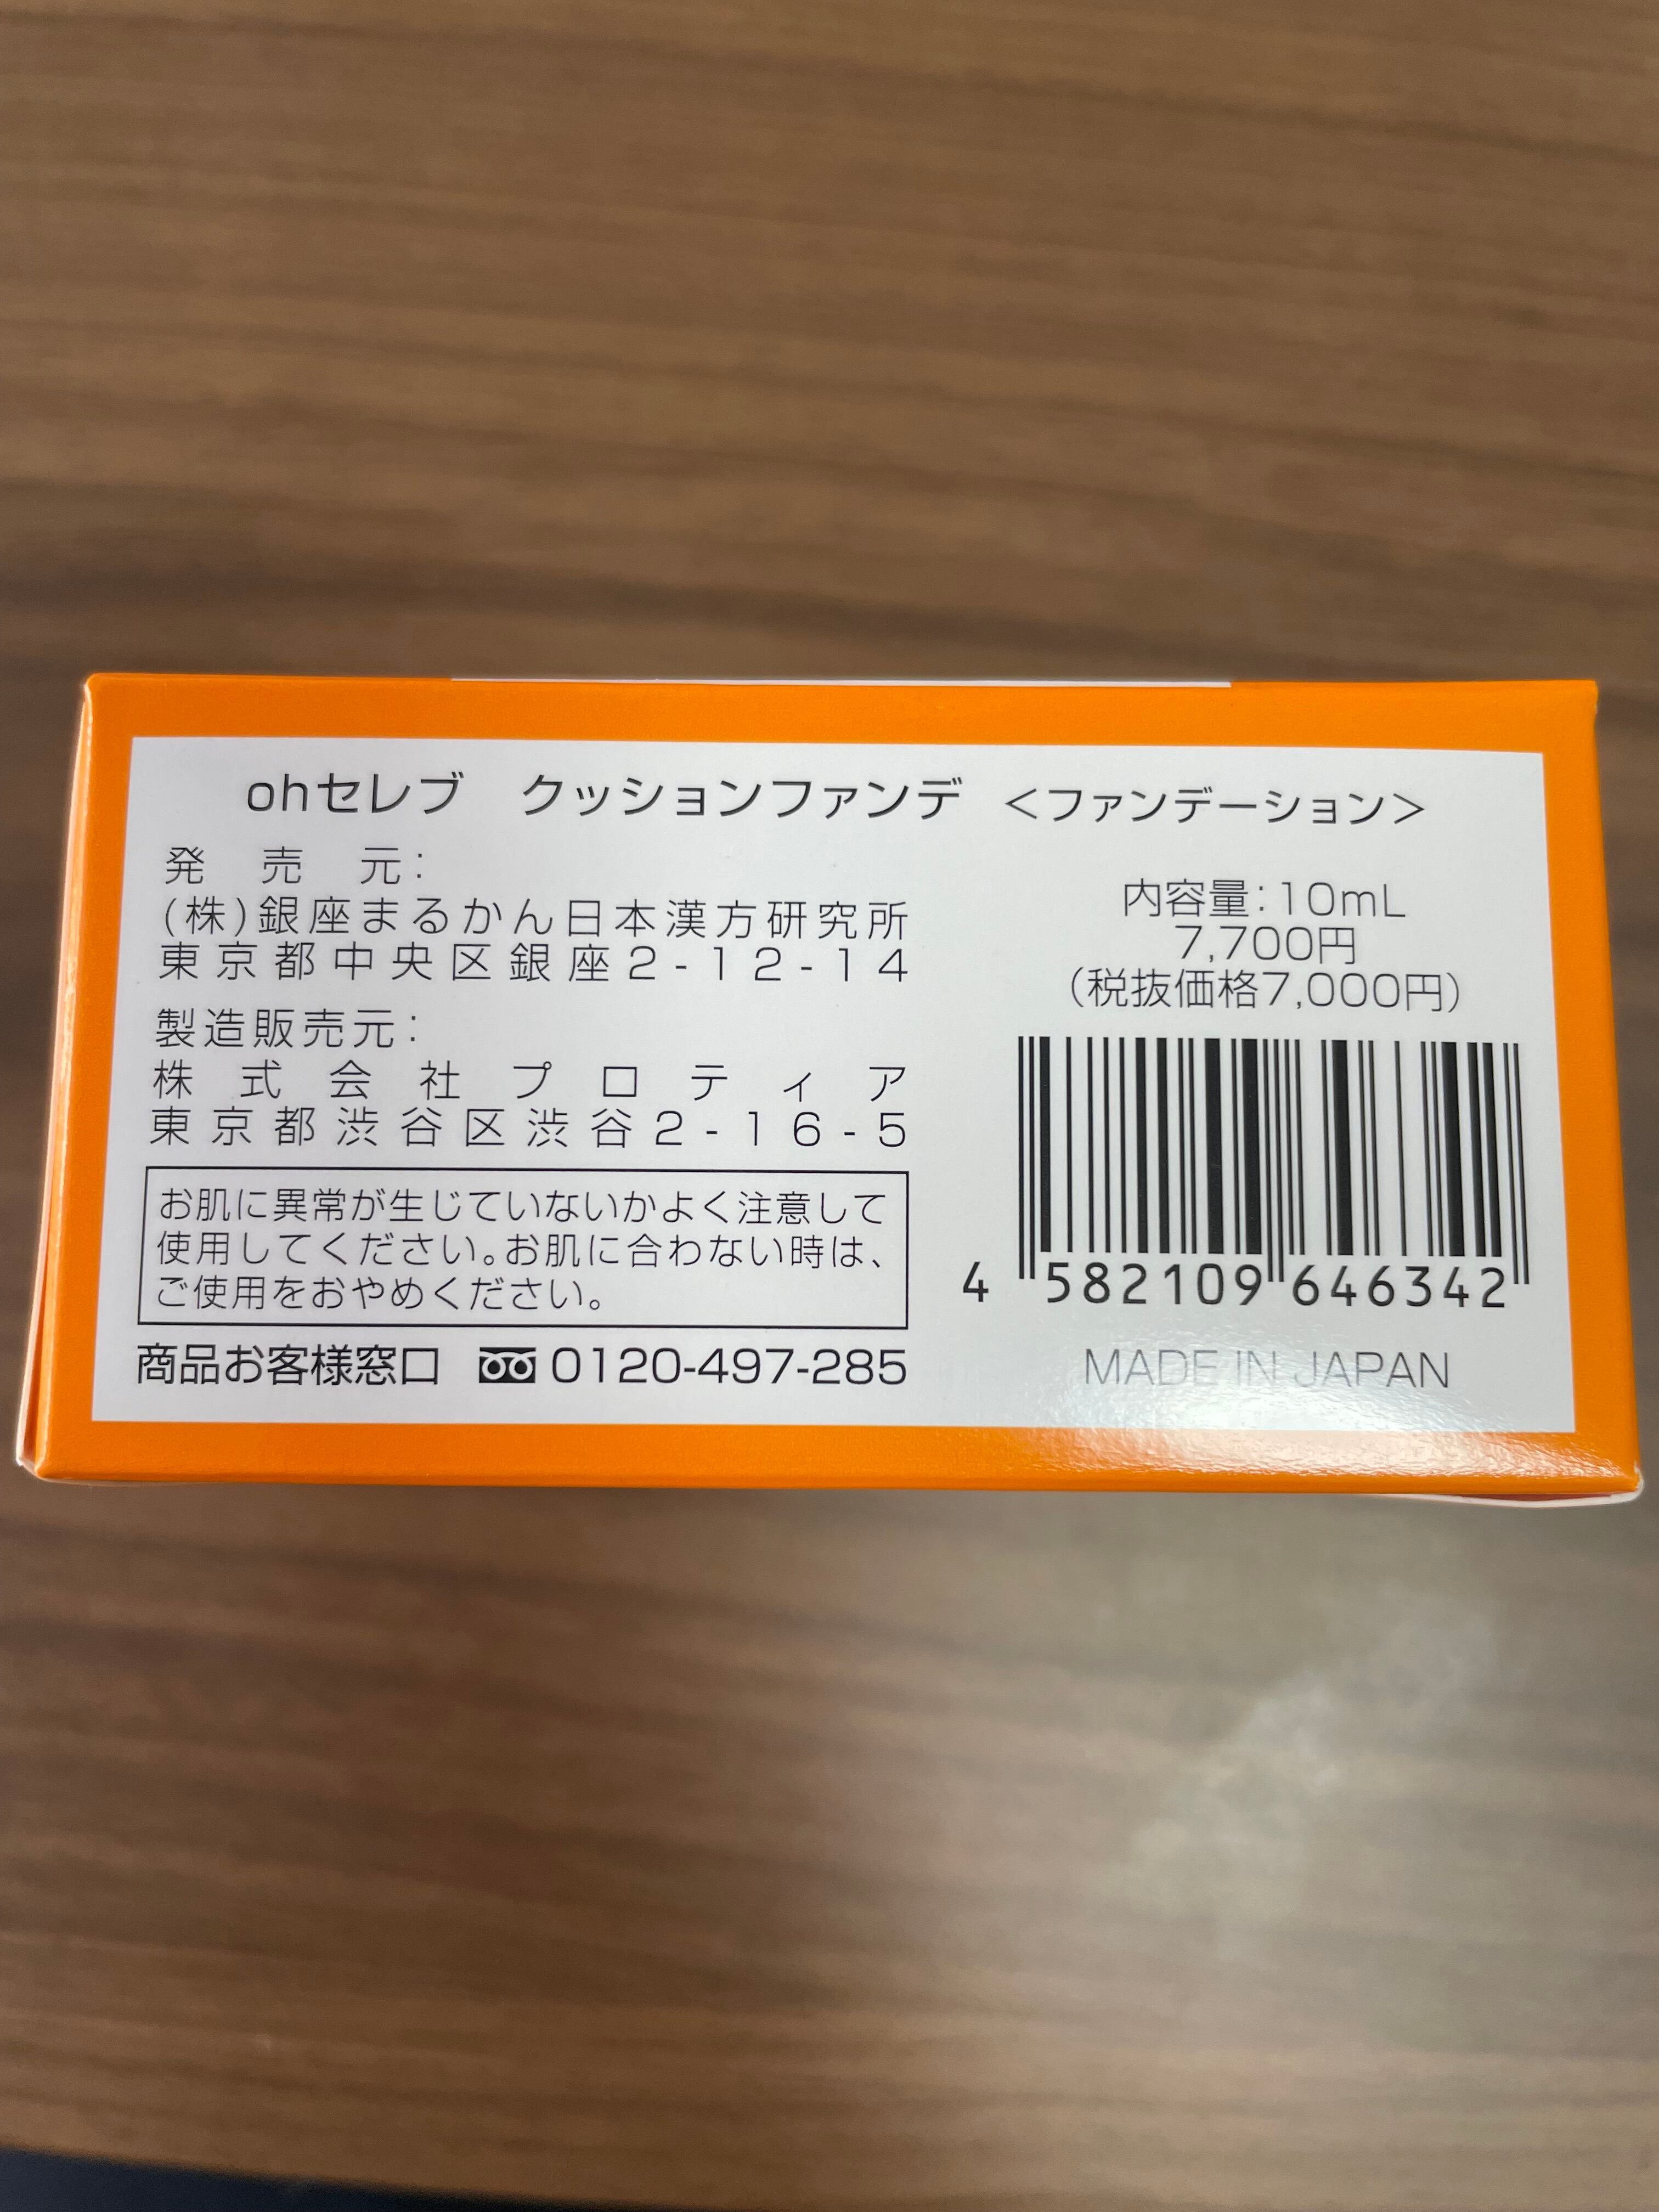 ohセレブ　クッションファンデ　＜ファンデーション＞
発売元：
(株)銀座まるかん日本漢方研究所
東京都中央区銀座2-12-14
製造販売元：
株式会社プロティア
東京都渋谷区渋谷2-16-5
お肌に異常が生じていないかよく注意して
使用してください。お肌に合わない時は、
ご使用をおやめください。
商品お客様窓口　0120-497-285
内容量：10mL
7,700円
（税抜価格7,000円）
4 582109 646342
MADE IN JAPAN